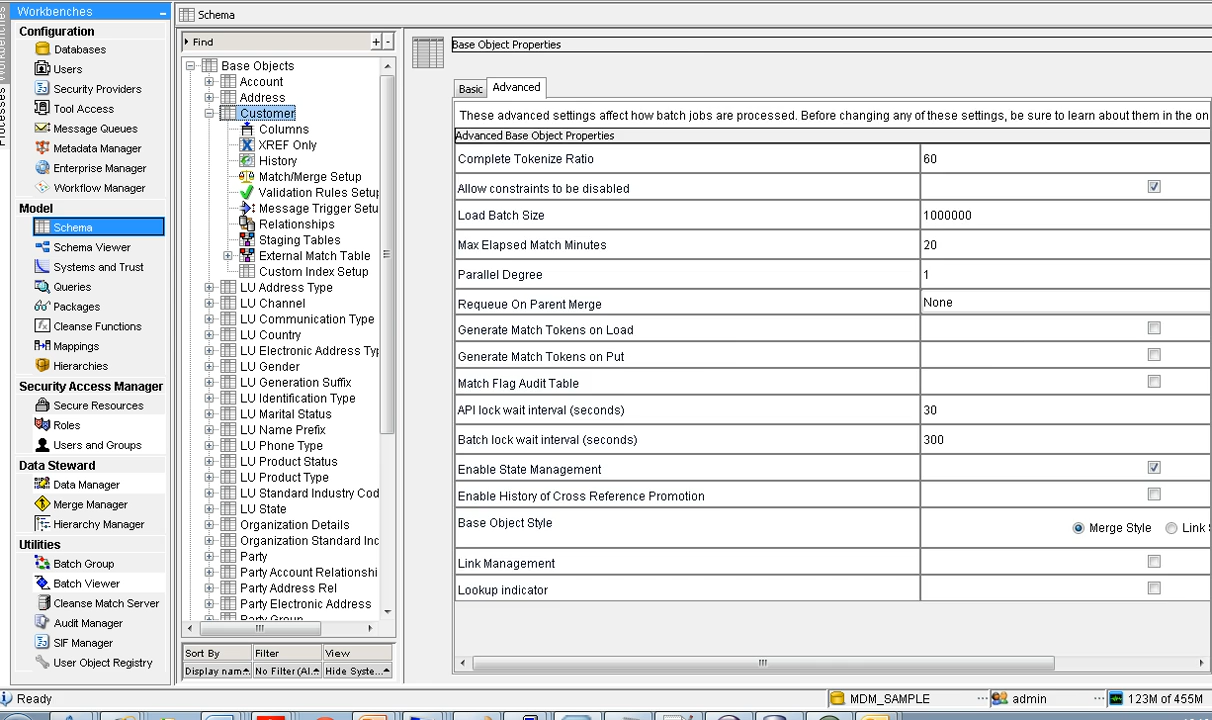 Workbenches
Configuration
Databases
Users
Security Providers
Tool Access
Message Queues
Metadata Manager
Enterprise Manager
Workflow Manager
Model
Schema
Schema Viewer
Systems and Trust
Queries
Packages
Cleanse Functions
Mappings
Hierarchies
Security Access Manager
Secure Resources
Roles
Users and Groups
Data Steward
Data Manager
Merge Manager
Hierarchy Manager
Utilities
Batch Group
Batch Viewer
Cleanse Match Server
Audit Manager
SIF Manager
User Object Registry
Processes
Schema
Find
+ -
Base Objects
Account
Address
Customer
Columns
XREF Only
History
Match/Merge Setup
Validation Rules Setup
Message Trigger Setu
Relationships
Staging Tables
External Match Table
Custom Index Setup
LU Address Type
LU Channel
LU Communication Type
LU Country
LU Electronic Address Typ
LU Gender
LU Generation Suffix
LU Identification Type
LU Marital Status
LU Name Prefix
LU Phone Type
LU Product Status
LU Product Type
LU Standard Industry Cod
LU State
Organization Details
Organization Standard Inc
Party
Party Account Relationshi
Party Address Rel
Party Electronic Address
Party Group
Sort By Filter View
Display nam... No Filter (Al... Hide Syste...
Base Object Properties
Basic Advanced
These advanced settings affect how batch jobs are processed. Before changing any of these settings, be sure to learn about them in the on
Advanced Base Object Properties
Complete Tokenize Ratio 60
Allow constraints to be disabled
Load Batch Size 1000000
Max Elapsed Match Minutes 20
Parallel Degree 1
Requeue On Parent Merge None
Generate Match Tokens on Load
Generate Match Tokens on Put
Match Flag Audit Table
API lock wait interval (seconds) 30
Batch lock wait interval (seconds) 300
Enable State Management
Enable History of Cross Reference Promotion
Base Object Style Merge Style Link
Link Management
Lookup indicator
Ready MDM_SAMPLE admin 123M of 455M